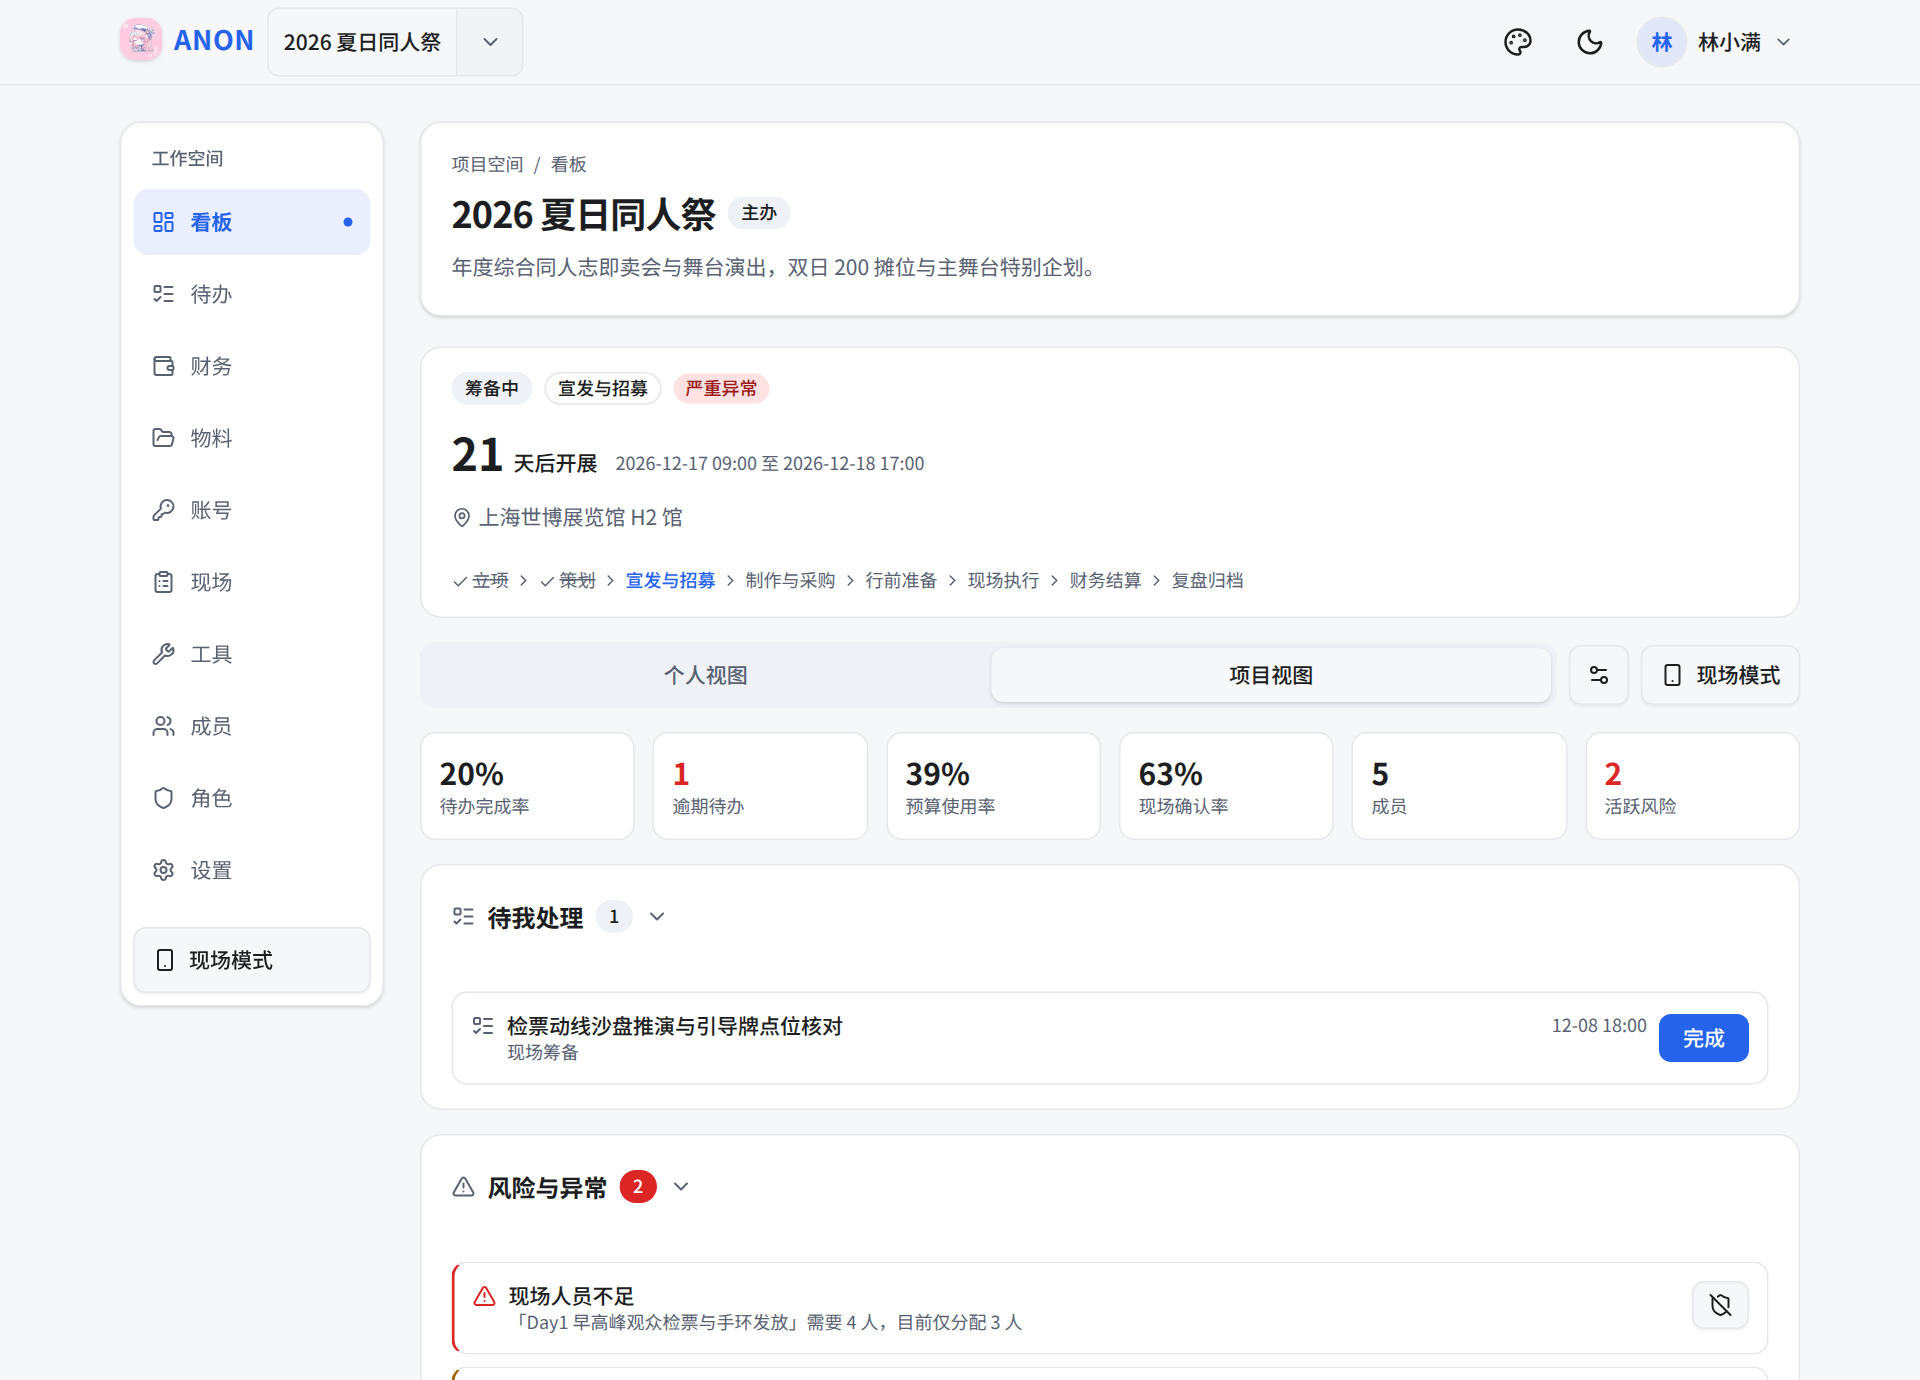 ANON
2026 夏日同人祭
林
林小满
工作空间
看板
待办
财务
物料
账号
现场
工具
成员
角色
设置
现场模式
项目空间 / 看板
2026 夏日同人祭 主办
年度综合同人志即卖会与舞台演出，双日 200 摊位与主舞台特别企划。
筹备中 宣发与招募 严重异常
21 天后开展 2026-12-17 09:00 至 2026-12-18 17:00
上海世博展览馆 H2 馆
立项 策划 宣发与招募 制作与采购 行前准备 现场执行 财务结算 复盘归档
个人视图 项目视图 现场模式
20%
待办完成率
1
逾期待办
39%
预算使用率
63%
现场确认率
5
成员
2
活跃风险
待我处理 1
检票动线沙盘推演与引导牌点位核对
现场筹备
12-08 18:00
完成
风险与异常 2
现场人员不足
「Day1 早高峰观众检票与手环发放」需要 4 人，目前仅分配 3 人